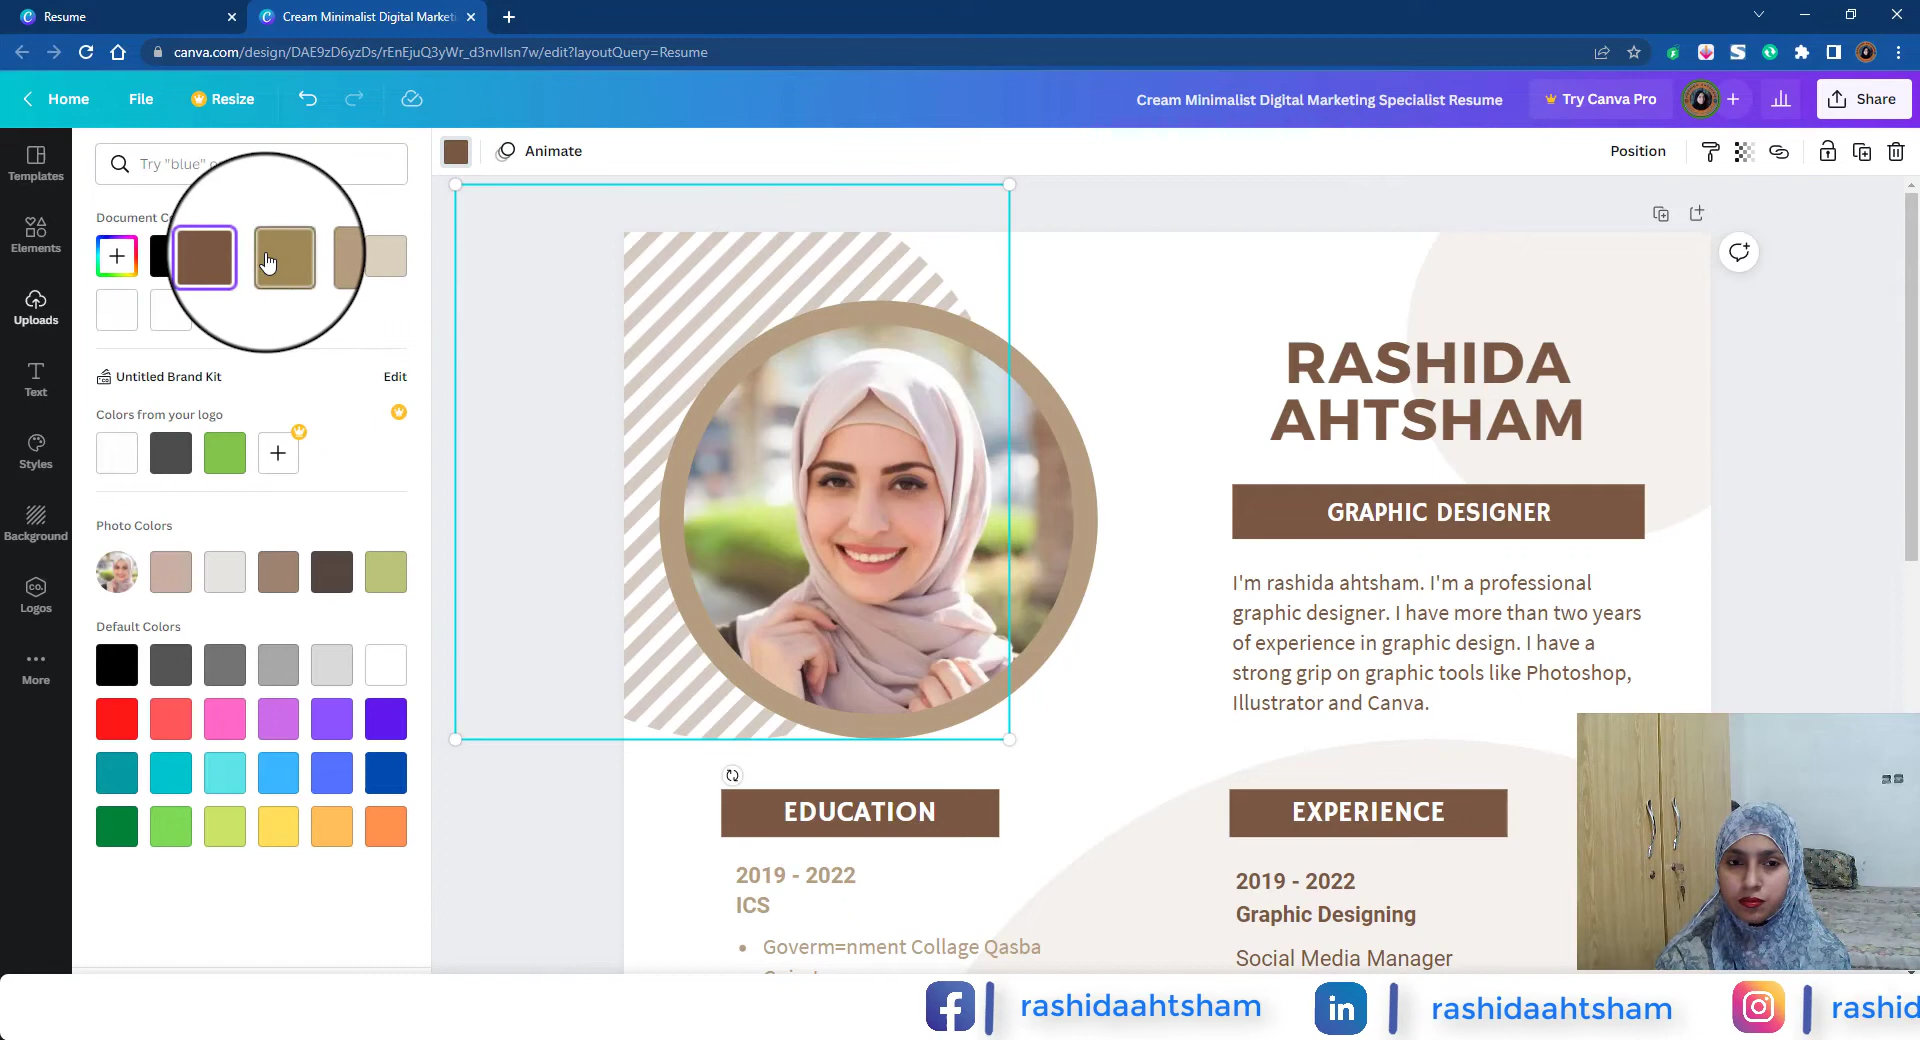 Resume
Cream Minimalist Digital Market
canva.com/design/DAE9zD6yzDs/rEnEjuQ3yWr_d3nvIlsn7w/edit?layoutQuery=Resume
Home
File
Resize
Cream Minimalist Digital Marketing Specialist Resume
Try Canva Pro
Share
Templates
Elements
Uploads
Text
Styles
Background
CO.
Logos
More
Try "blue"
Document C
Untitled Brand Kit
Edit
Colors from your logo
Photo Colors
Default Colors
Animate
Position
RASHIDA
AHTSHAM
GRAPHIC DESIGNER
I'm rashida ahtsham. I'm a professional
graphic designer. I have more than two years
of experience in graphic design. I have a
strong grip on graphic tools like Photoshop,
Illustrator and Canva.
EDUCATION
2019 - 2022
ICS
• Goverm=nment Collage Qasba
EXPERIENCE
2019 - 2022
Graphic Designing
Social Media Manager
rashidaahtsham
in
rashidaahtsham
rashid